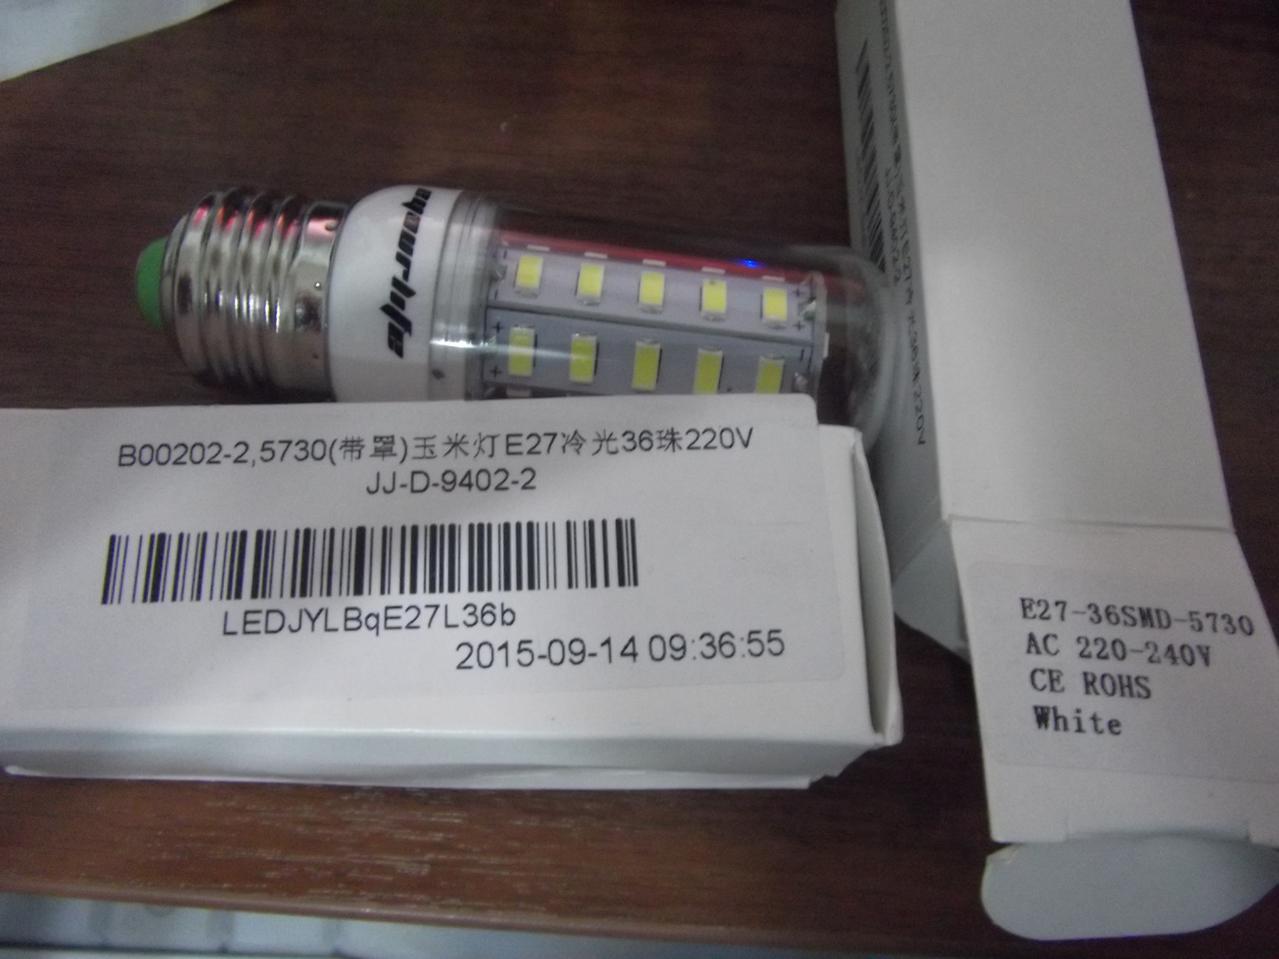 eyourlife
B00202-2,5730(带罩)玉米灯E27冷光36珠220V
JJ-D-9402-2
LEDJYLBqE27L36b
2015-09-14 09:36:55
E27-36SMD-5730
AC 220-240V
CE ROHS
White